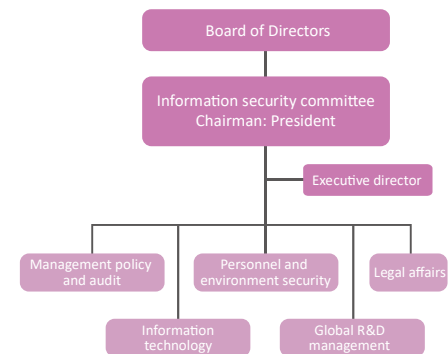 Board of Directors
Information security committee
Chairman: President
Executive director
Management policy
and audit
Personnel and
environment security
Legal affairs
Information
technology
Global R&D
management